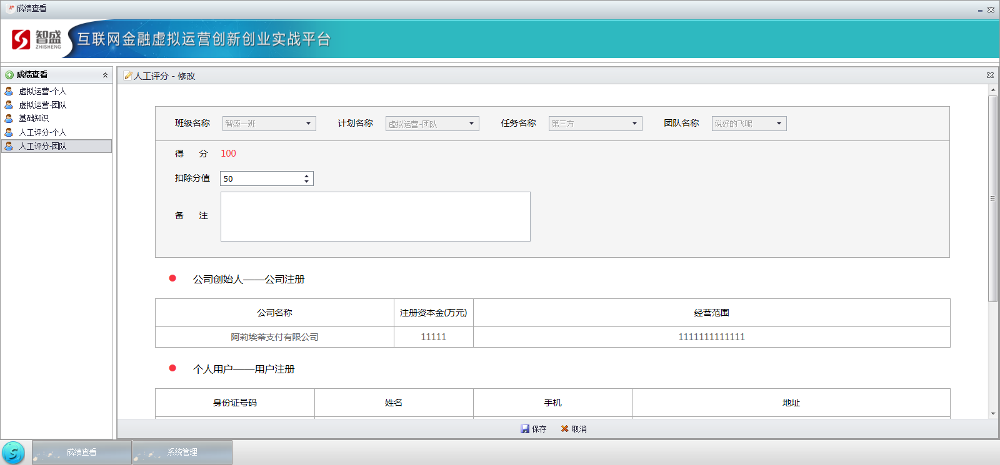 成绩查看
智盛
ZHISHENG
互联网金融虚拟运营创新创业实战平台
成绩查看
虚拟运营-个人
虚拟运营-团队
基础知识
人工评分-个人
人工评分-团队
人工评分 - 修改
班级名称 智盛一班 计划名称 虚拟运营-团队 任务名称 第三方 团队名称 说好的飞呢
得 分 100
扣除分值 50
备 注
公司创始人——公司注册
公司名称 注册资本金(万元) 经营范围
阿莉埃蒂支付有限公司 11111 1111111111111
个人用户——用户注册
身份证号码 姓名 手机 地址
保存 取消
成绩查看 系统管理